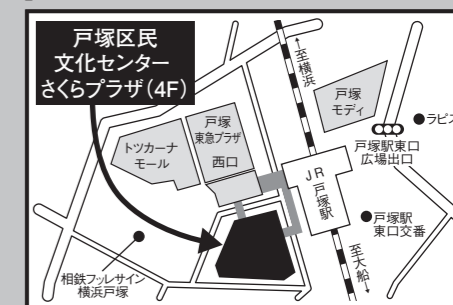 戸塚区民
文化センター
さくらプラザ(4F)
至横浜
戸塚
モディ
ラピス
戸塚駅東口
広場出口
戸塚
東急プラザ
西口
トツカーナ
モール
JR
戸塚駅
戸塚駅
東口交番
至大船
相鉄フレッサイン
横浜戸塚